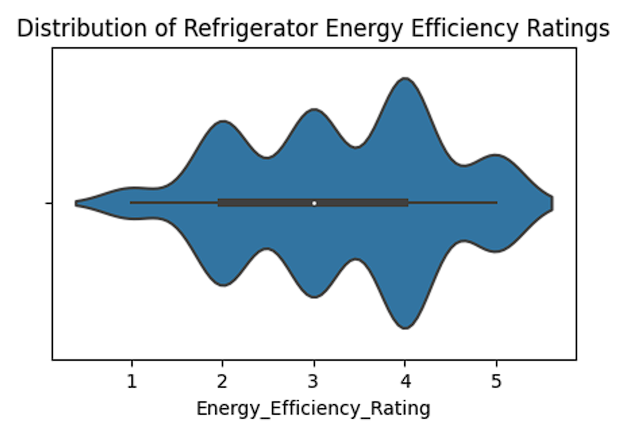 Distribution of Refrigerator Energy Efficiency Ratings
1 2 3 4 5
Energy_Efficiency_Rating